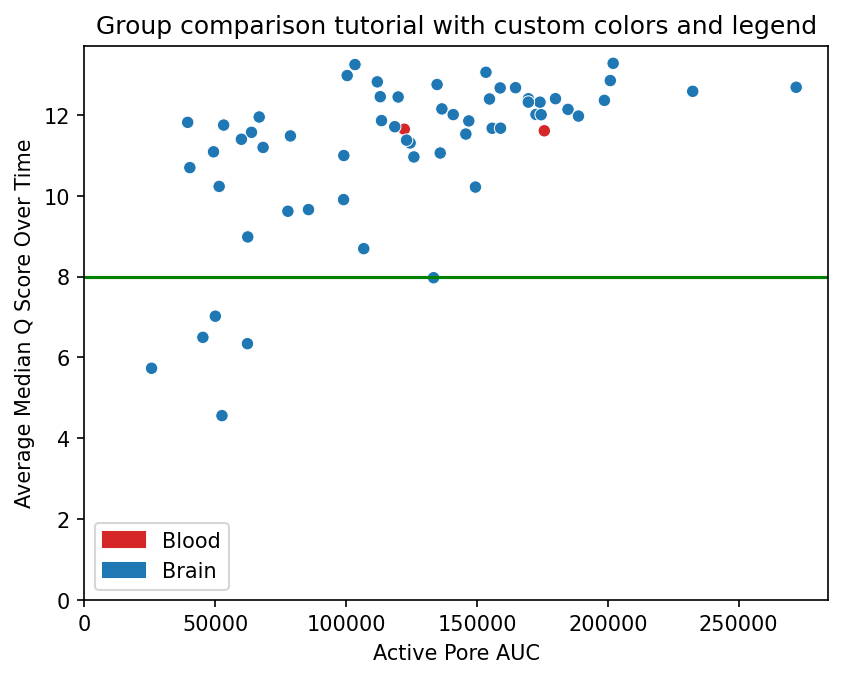 Group comparison tutorial with custom colors and legend
Average Median Q Score Over Time
12
10
8
6
4
2
0
Blood
Brain
0 50000 100000 150000 200000 250000
Active Pore AUC